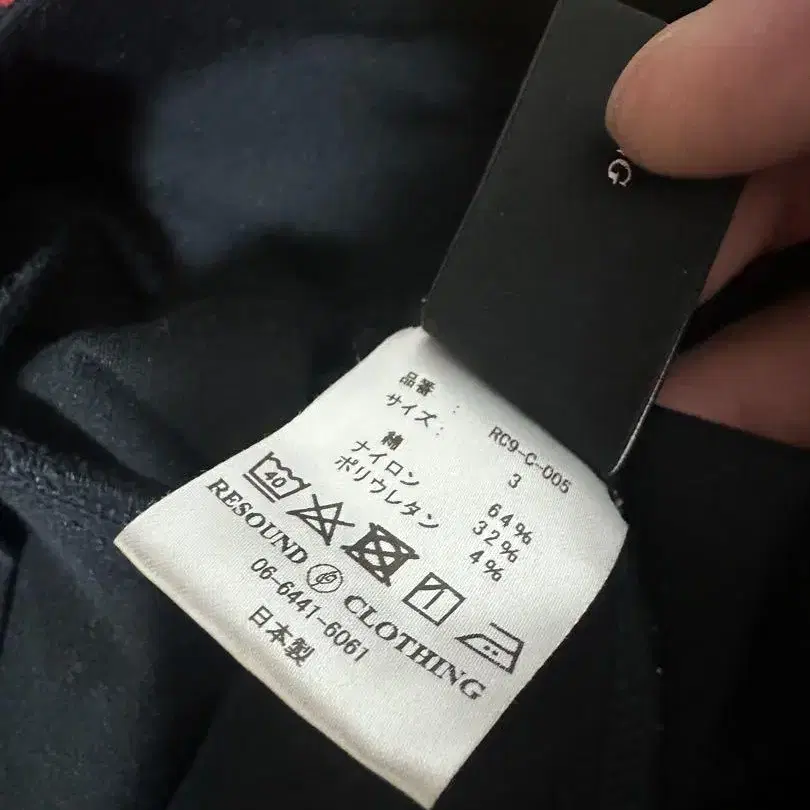 品番 : RC9-C-005
サイズ : 3
綿 64%
ナイロン 32%
ポリウレタン 4%
40
RESOUND CLOTHING
06-6441-6061
日本製
G